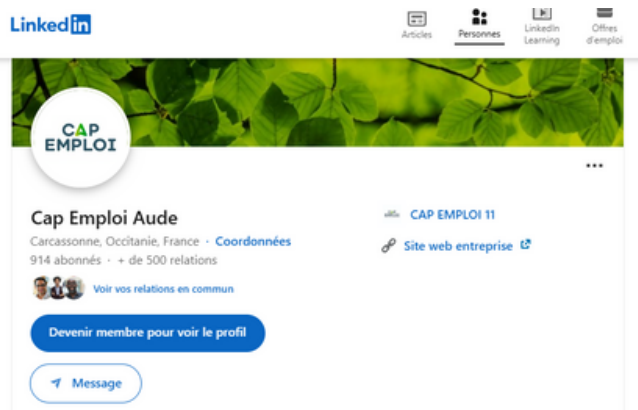 Linked in
Articles
Personnes
LinkedIn Learning
Offres d'emploi
CAP EMPLOI
...
Cap Emploi Aude
Carcassonne, Occitanie, France · Coordonnées
914 abonnés · + de 500 relations
Voir vos relations en commun
Devenir membre pour voir le profil
Message
CAP EMPLOI 11
Site web entreprise